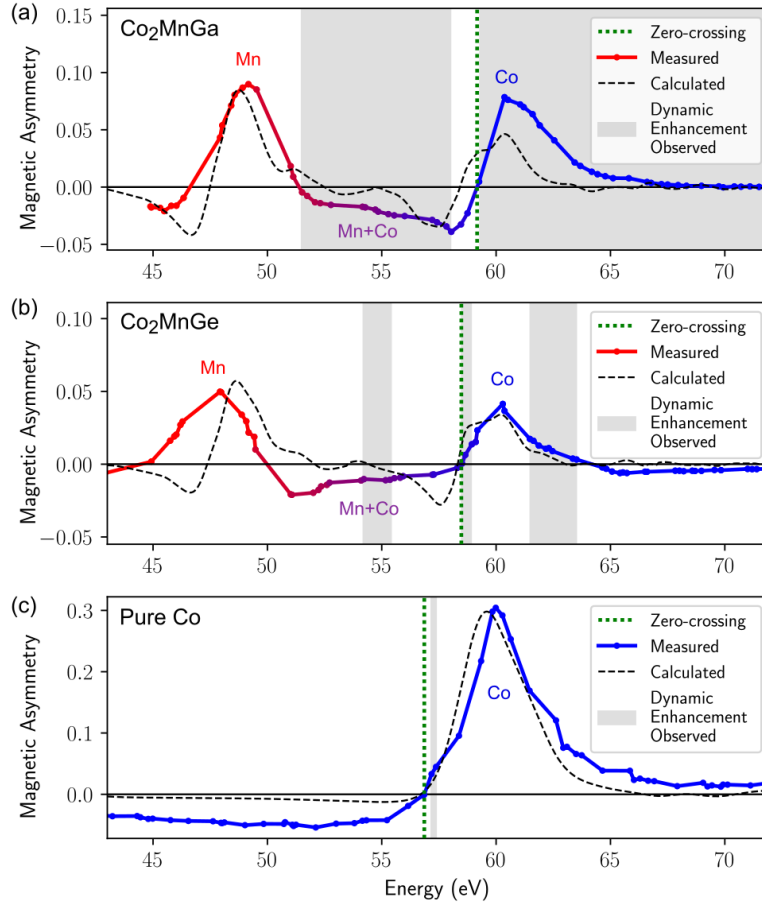 (a)
Co₂MnGa
Mn
Mn+Co
Co
Zero-crossing
Measured
Calculated
Dynamic
Enhancement
Observed
Magnetic Asymmetry
0.10
0.05
0.00
−0.05
45 50 55 60 65 70
(b)
Co₂MnGe
Mn
Mn+Co
Co
Zero-crossing
Measured
Calculated
Dynamic
Enhancement
Observed
Magnetic Asymmetry
0.10
0.05
0.00
−0.05
45 50 55 60 65 70
(c)
Pure Co
Co
Zero-crossing
Measured
Calculated
Dynamic
Enhancement
Observed
Magnetic Asymmetry
0.3
0.2
0.1
0.0
45 50 55 60 65 70
Energy (eV)